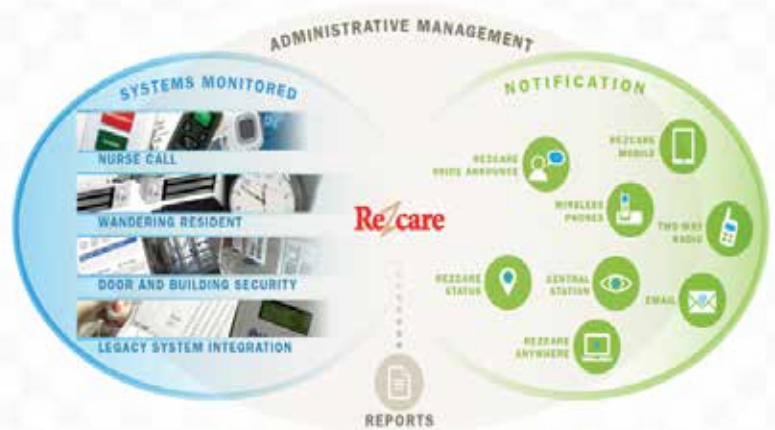 ADMINISTRATIVE MANAGEMENT
SYSTEMS MONITORED
NURSE CALL
WANDERING RESIDENT
DOOR AND BUILDING SECURITY
LEGACY SYSTEM INTEGRATION
Rezcare
REPORTS
NOTIFICATION
REZCARE
MOBILE
REZCARE
VOICE ANNOUNCE
WIRELESS
PHONES
TWO WAY
RADIO
REZCARE
STATUS
CENTRAL
STATION
EMAIL
REZCARE
ANYWHERE